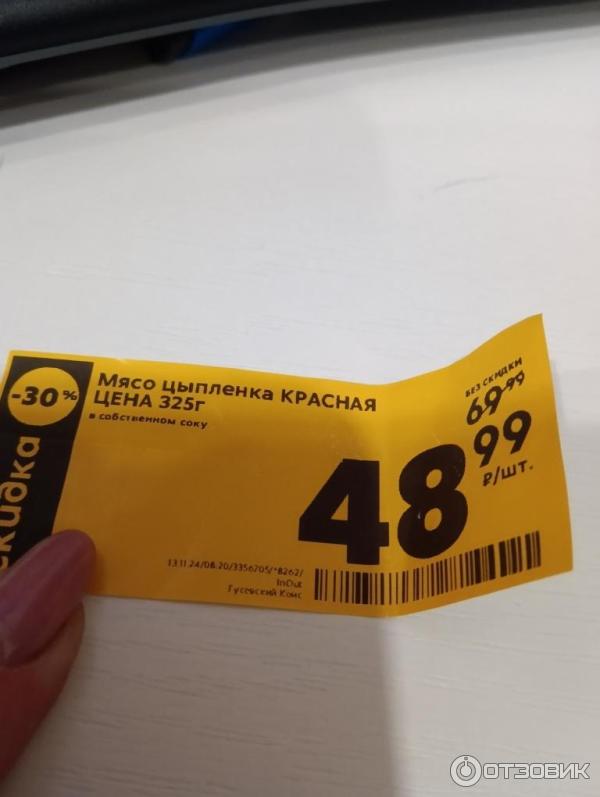 -30%
скидка
Мясо цыпленка КРАСНАЯ
ЦЕНА 325г
в собственном соку
БЕЗ СКИДКИ
69 99
48 99
₽/ШТ.
13.11.24/08:20/3356205/*8262/
InOut
Гусевский Конс
ОТЗОВИК